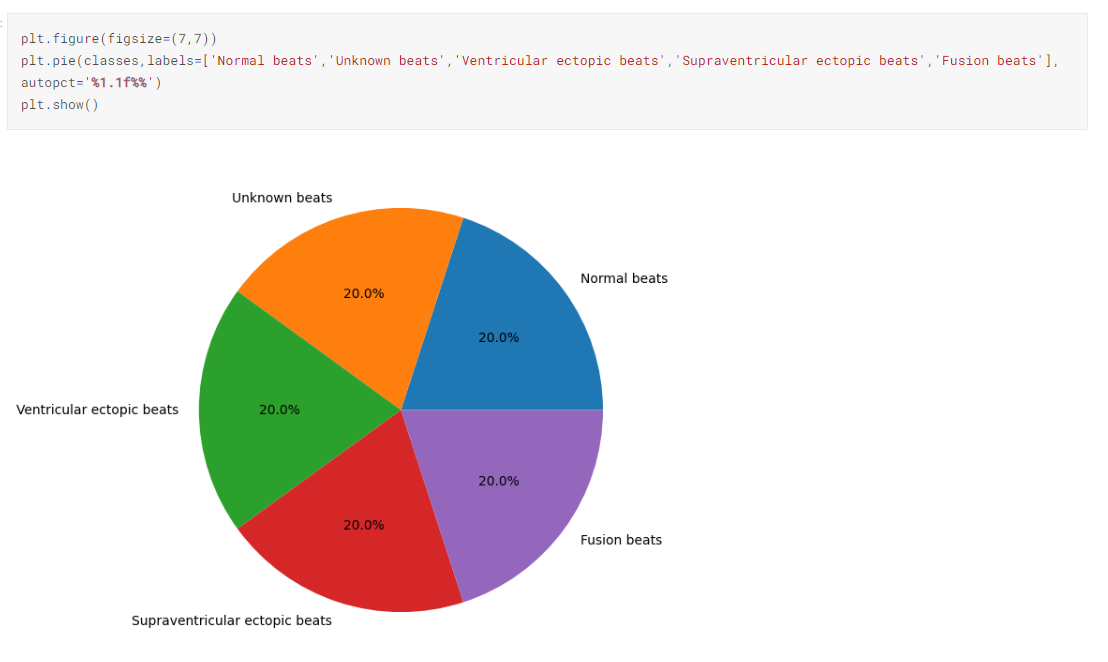 plt.figure(figsize=(7,7))
plt.pie(classes,labels=['Normal beats','Unknown beats','Ventricular ectopic beats','Supraventricular ectopic beats','Fusion beats'],
autopct='%1.1f%%')
plt.show()
Unknown beats
Normal beats
20.0%
20.0%
Ventricular ectopic beats
20.0%
20.0%
20.0%
Fusion beats
Supraventricular ectopic beats